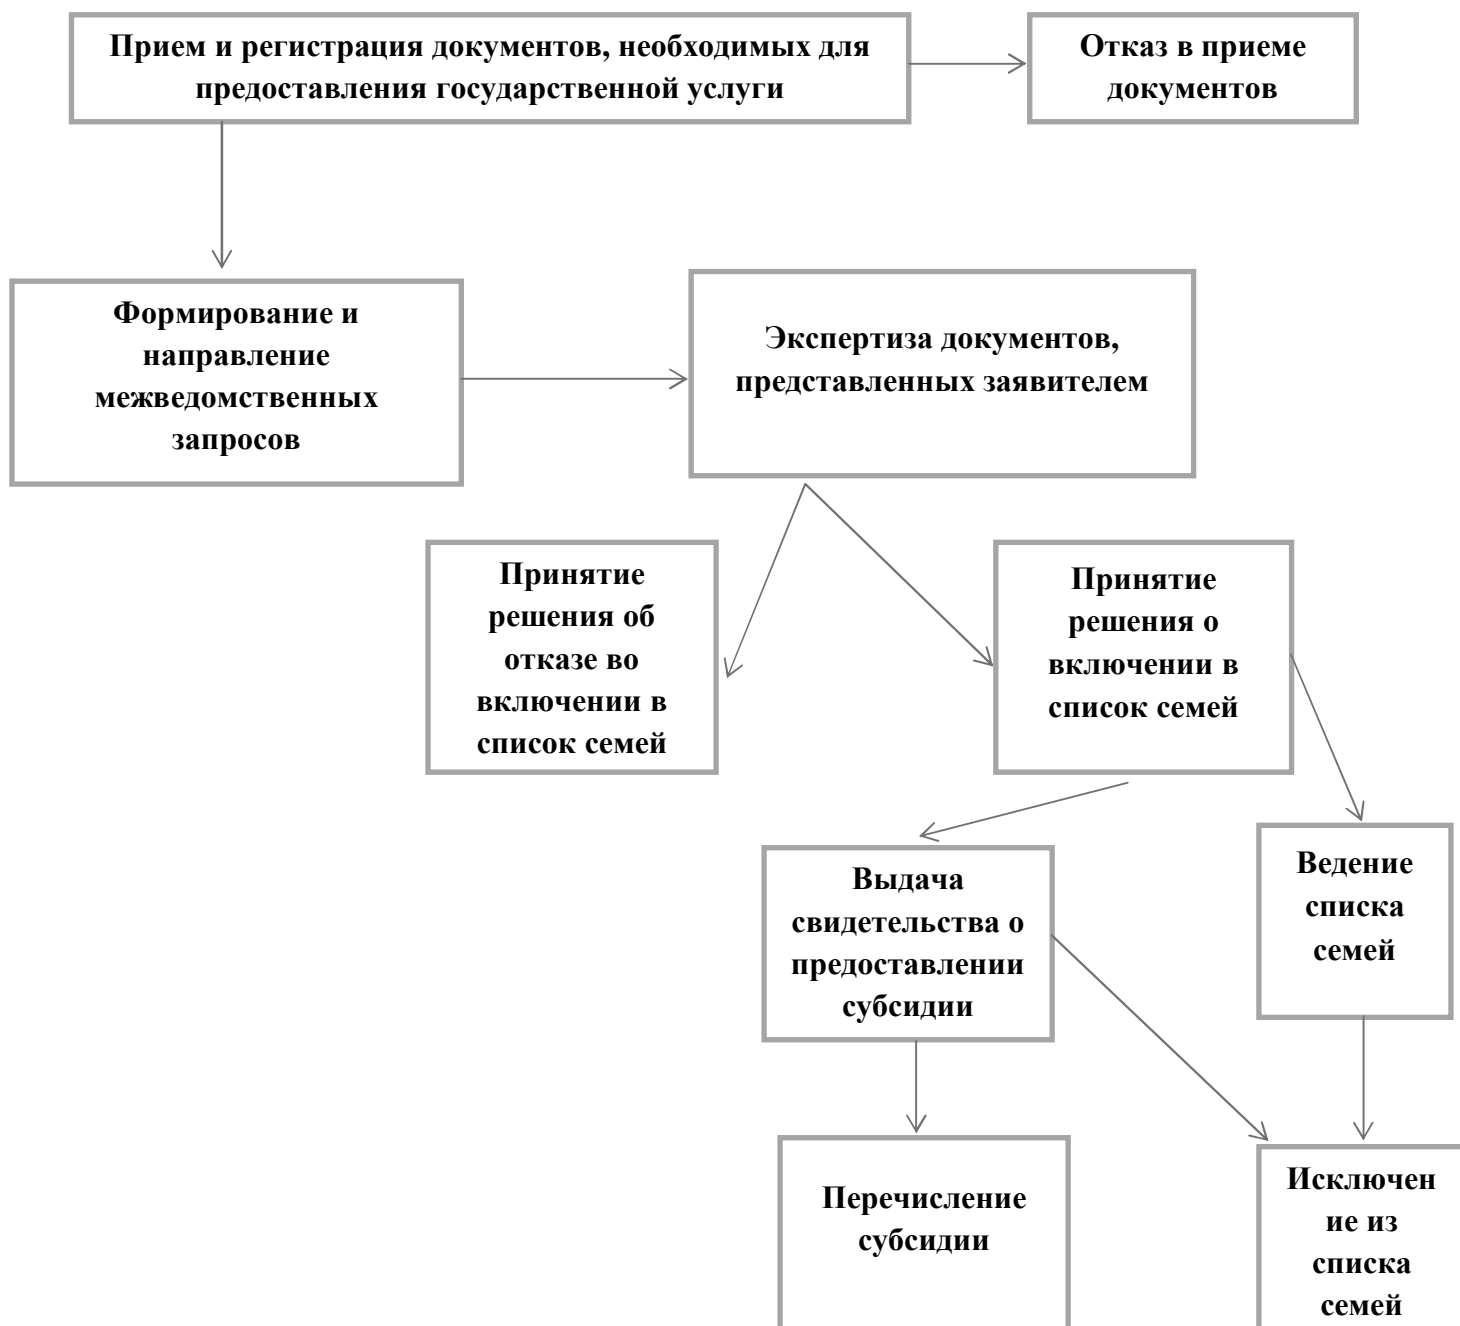 Прием и регистрация документов, необходимых для
предоставления государственной услуги
Отказ в приеме
документов
Формирование и
направление
межведомственных
запросов
Экспертиза документов,
представленных заявителем
Принятие
решения об
отказе во
включении в
список семей
Принятие
решения о
включении в
список семей
Выдача
свидетельства о
предоставлении
субсидии
Ведение
списка
семей
Перечисление
субсидии
Исключен
ие из
списка
семей